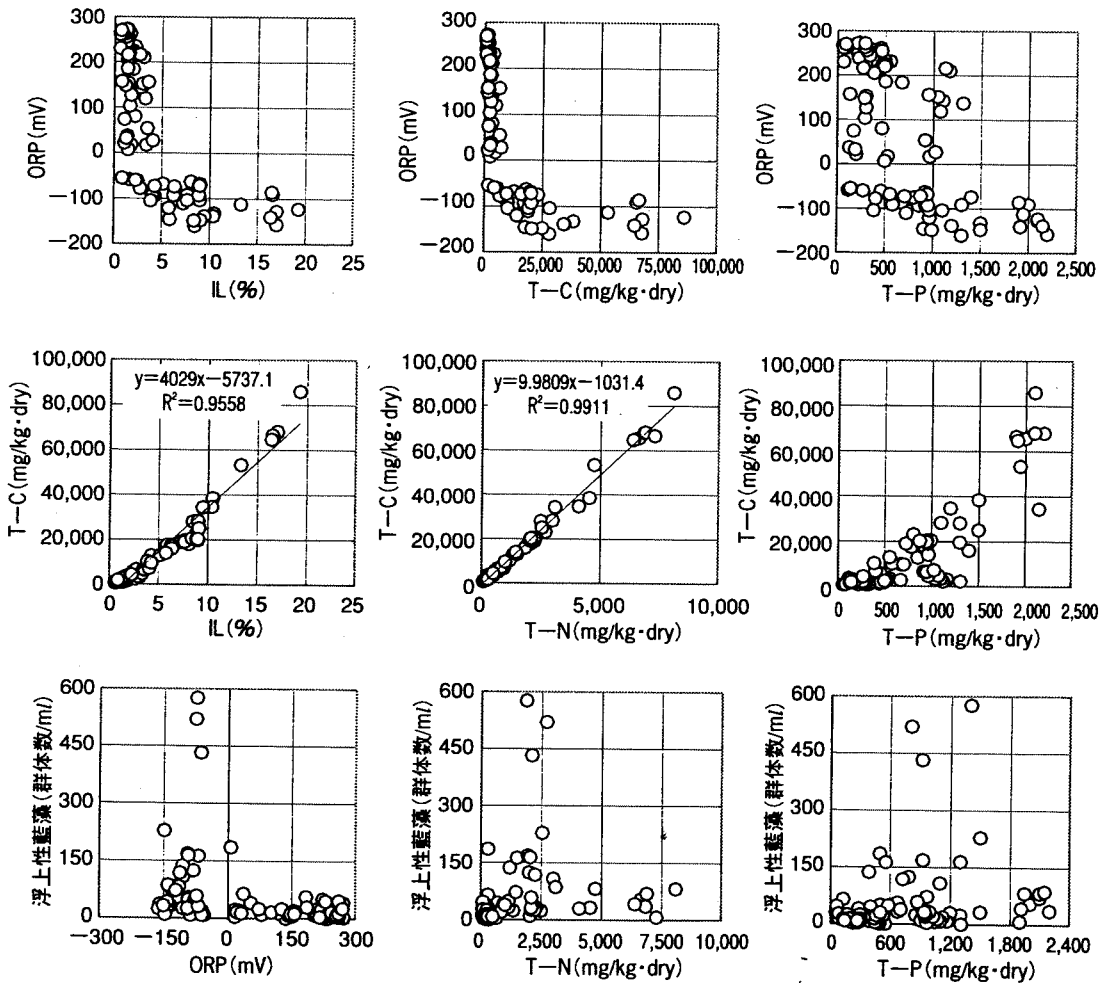 300
200
100
0
−100
−200
ORP(mV)
0 5 10 15 20 25
IL(%)
300
200
100
0
−100
−200
ORP(mV)
0 25,000 50,000 75,000 100,000
T−C(mg/kg·dry)
300
200
100
0
−100
−200
ORP(mV)
0 500 1,000 1,500 2,000 2,500
T−P(mg/kg·dry)
100,000
80,000
60,000
40,000
20,000
0
T−C(mg/kg·dry)
y=4029x−5737.1
R²=0.9558
0 5 10 15 20 25
IL(%)
100,000
80,000
60,000
40,000
20,000
0
T−C(mg/kg·dry)
y=9.9809x−1031.4
R²=0.9911
0 5,000 10,000
T−N(mg/kg·dry)
100,000
80,000
60,000
40,000
20,000
0
T−C(mg/kg·dry)
0 500 1,000 1,500 2,000 2,500
T−P(mg/kg·dry)
600
450
300
150
0
浮上性藍藻(群体数/ml)
−300 −150 0 150 300
ORP(mV)
600
450
300
150
0
浮上性藍藻(群体数/ml)
0 2,500 5,000 7,500 10,000
T−N(mg/kg·dry)
600
450
300
150
0
浮上性藍藻(群体数/ml)
0 600 1,200 1,800 2,400
T−P(mg/kg·dry)